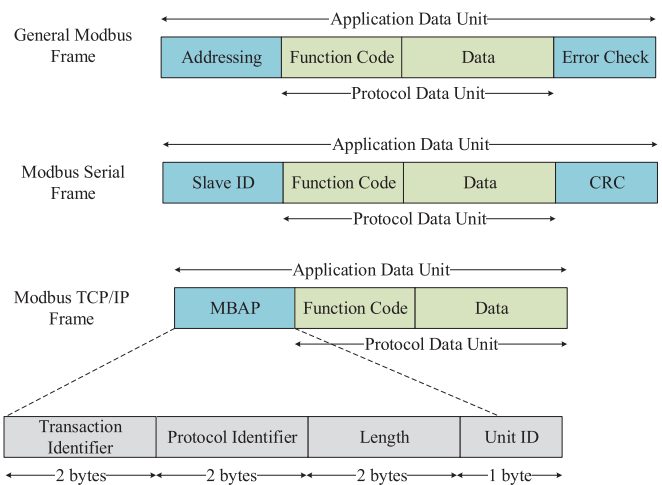 Application Data Unit
General Modbus
Frame
Addressing Function Code Data Error Check
Protocol Data Unit
Application Data Unit
Modbus Serial
Frame
Slave ID Function Code Data CRC
Protocol Data Unit
Application Data Unit
Modbus TCP/IP
Frame
MBAP Function Code Data
Protocol Data Unit
Transaction
Identifier
Protocol Identifier Length Unit ID
2 bytes 2 bytes 2 bytes 1 byte